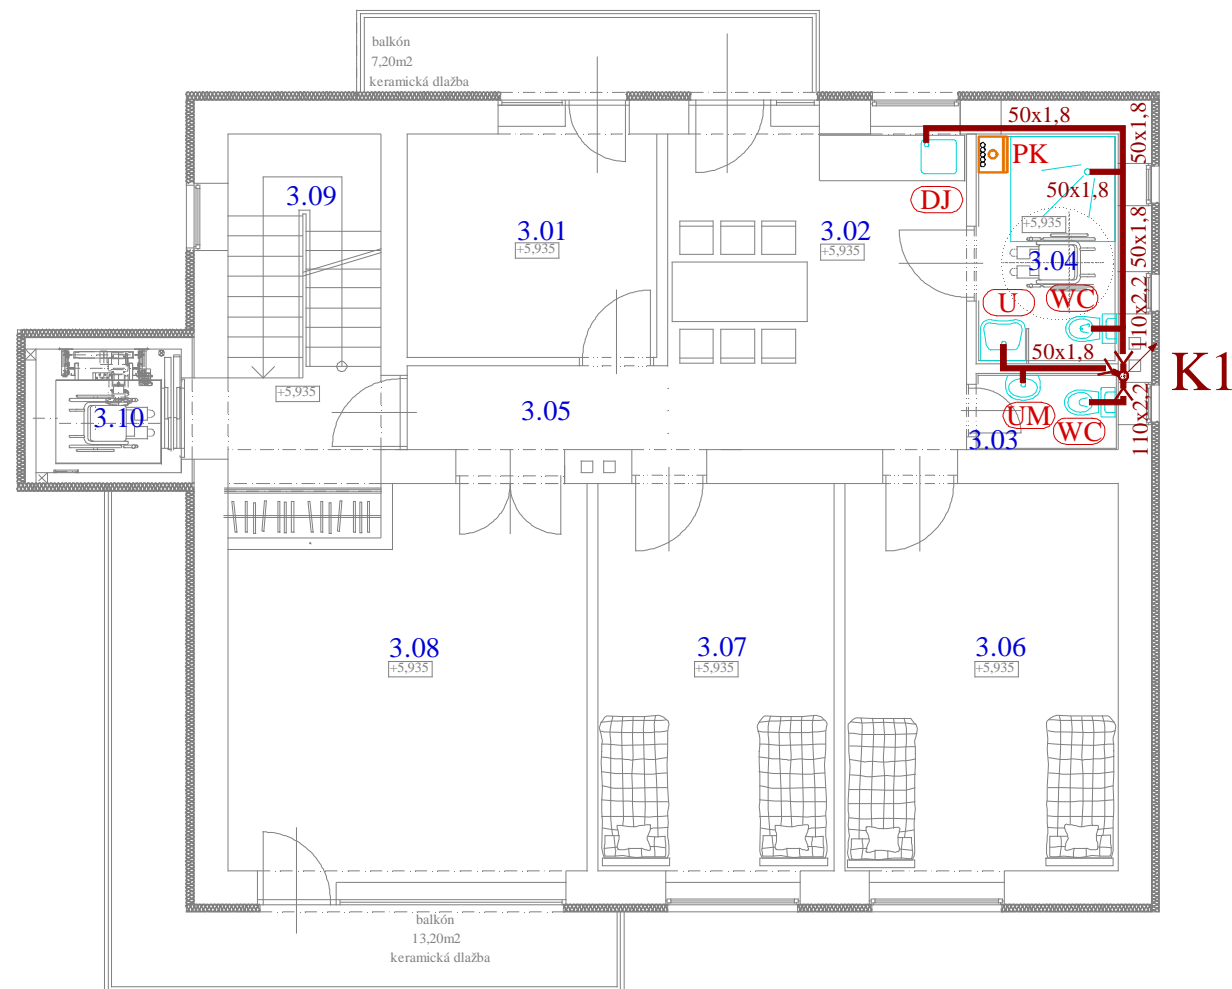 balkón
7,20m2
keramická dlažba
50x1,8
50x1,8
PK
50x1,8
DJ
3.09
3.01
+5,935
3.02
+5,935
+5,935
3.04
50x1,8
U
WC
110x2,2
50x1,8
K1
+5,935
3.10
3.05
UM
WC
3.03
110x2,2
3.08
+5,935
3.07
+5,935
3.06
+5,935
balkón
13,20m2
keramická dlažba